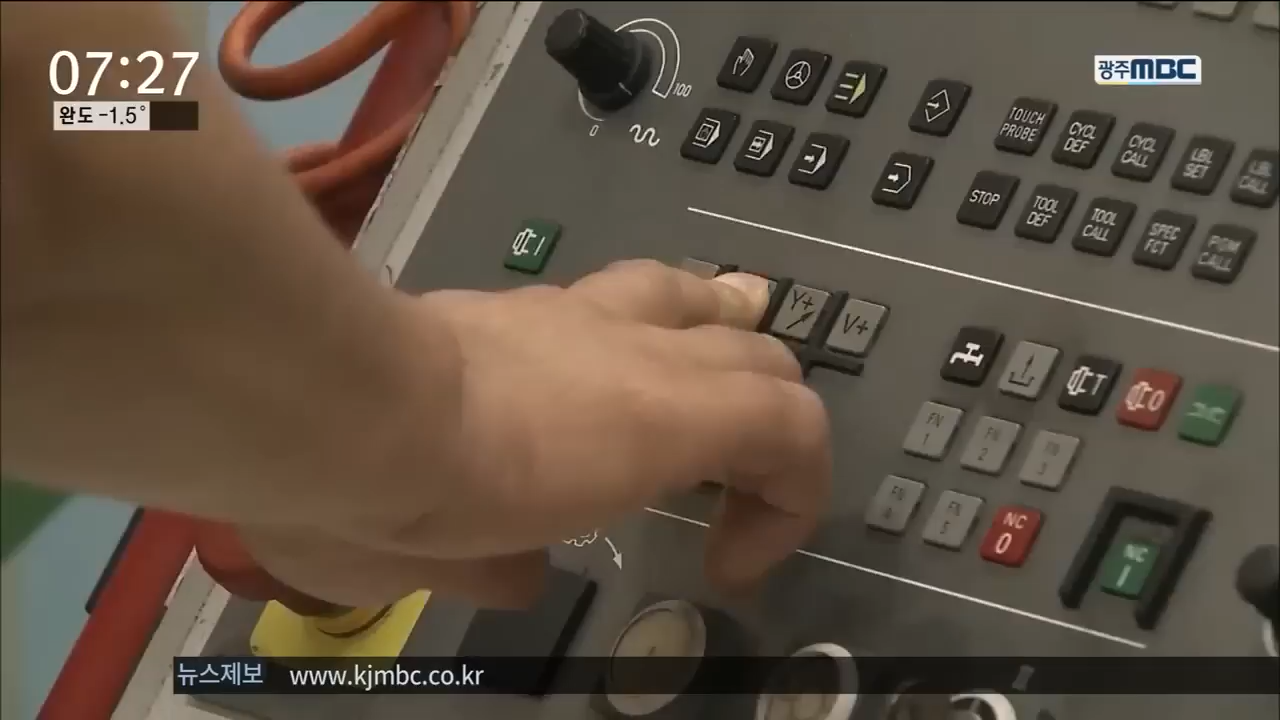 07:27
완도 -1.5°
광주MBC
100
0
TOUCH PROBE
CYCL DEF
CYCL CALL
LBL SET
LBL CALL
STOP
TOOL DEF
TOOL CALL
SPEC FCT
PGM CALL
I
Y+
V+
T
O
FN 1
FN 2
FN 3
FN 4
FN 5
NC 0
NC I
뉴스제보 www.kjmbc.co.kr